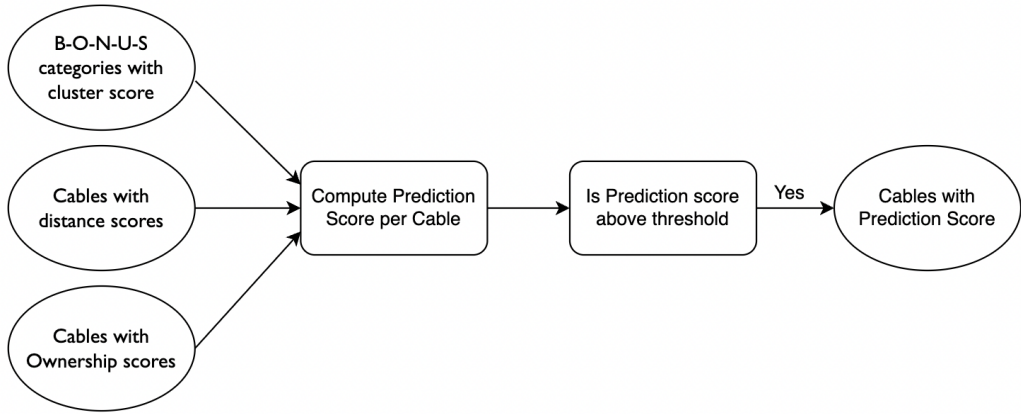 B-O-N-U-S
categories with
cluster score
Cables with
distance scores
Cables with
Ownership scores
Compute Prediction
Score per Cable
Is Prediction score
above threshold
Yes
Cables with
Prediction Score